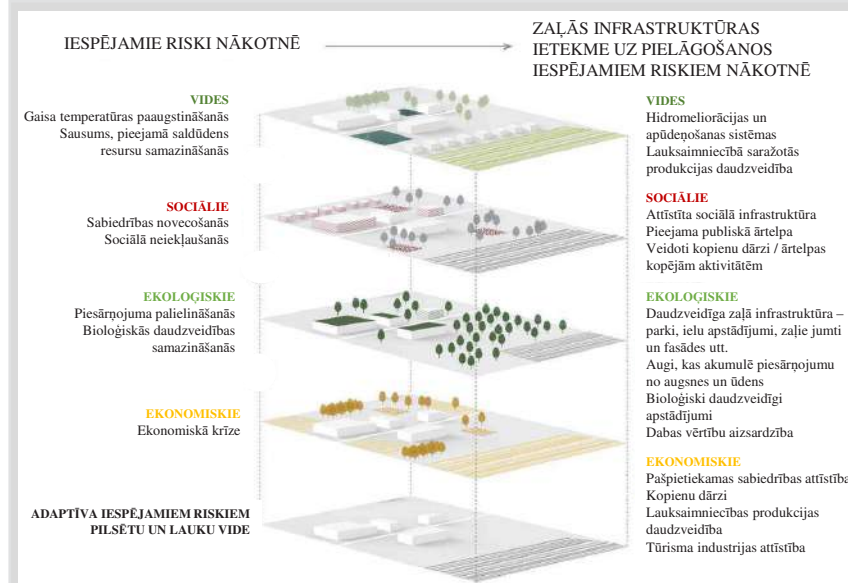 IESPĒJAMIE RISKI NĀKOTNĒ
ZAĻĀS INFRASTRUKTŪRAS
IETEKME UZ PIELĀGOŠANOS
IESPĒJAMIEM RISKIEM NĀKOTNĒ
VIDES
Gaisa temperatūras paaugstināšanās
Sausums, pieejamā saldūdens
resursu samazināšanās
SOCIĀLIE
Sabiedrības novecošanās
Sociālā neiekļaušanās
EKOLOĢISKIE
Piesārņojuma palielināšanās
Bioloģiskās daudzveidības
samazināšanās
EKONOMISKIE
Ekonomiskā krīze
ADAPTĪVA IESPĒJAMIEM RISKIEM
PILSĒTU UN LAUKU VIDE
VIDES
Hidromeliorācijas un
apūdeņošanas sistēmas
Lauksaimniecībā saražotās
produkcijas daudzveidība
SOCIĀLIE
Attīstīta sociālā infrastruktūra
Pieejama publiskā ārtelpa
Veidoti kopienu dārzi / ārtelpas
kopējām aktivitātēm
EKOLOĢISKIE
Daudzveidīga zaļā infrastruktūra –
parki, ielu apstādījumi, zaļie jumti
un fasādes utt.
Augi, kas akumulē piesārņojumu
no augsnes un ūdens
Bioloģiski daudzveidīgi
apstādījumi
Dabas vērtību aizsardzība
EKONOMISKIE
Pašpietiekamas sabiedrības attīstība
Kopienu dārzi
Lauksaimniecības produkcijas
daudzveidība
Tūrisma industrijas attīstība